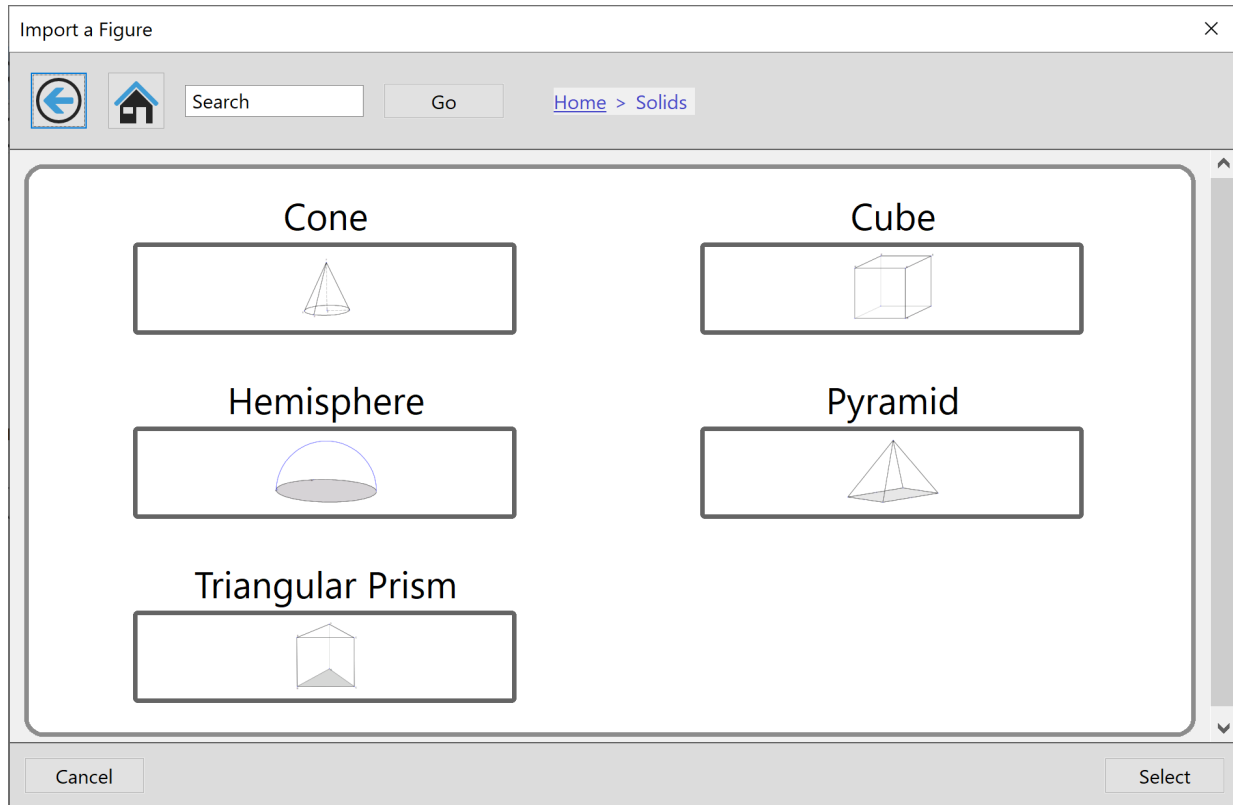 Import a Figure
Search
Go
Home > Solids
Cone
Cube
Hemisphere
Pyramid
Triangular Prism
Cancel
Select